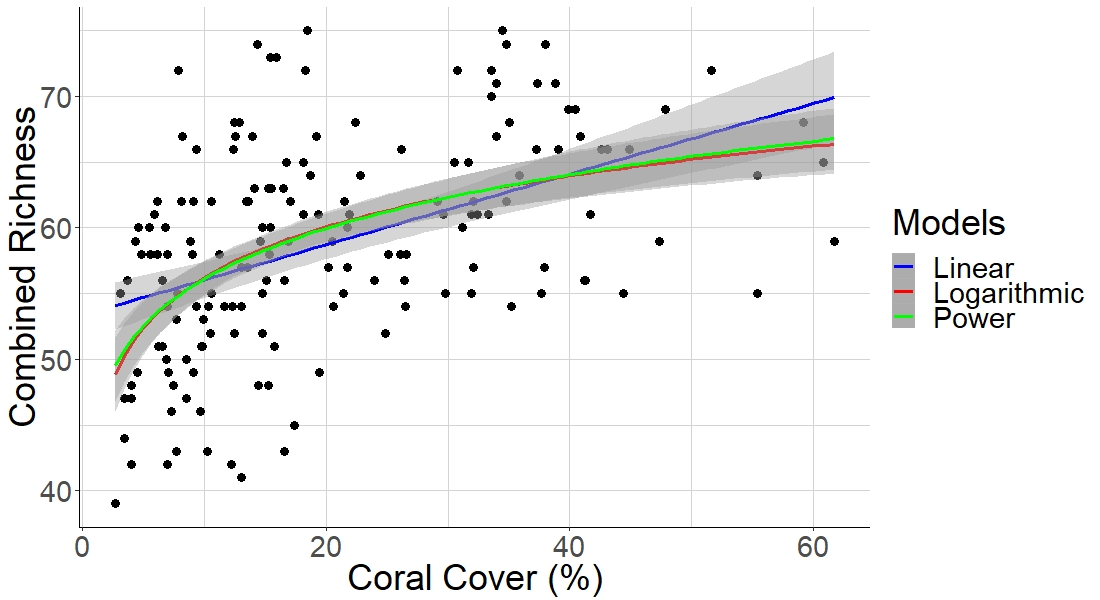 Combined Richness
70
60
50
40
0 20 40 60
Coral Cover (%)
Models
Linear
Logarithmic
Power